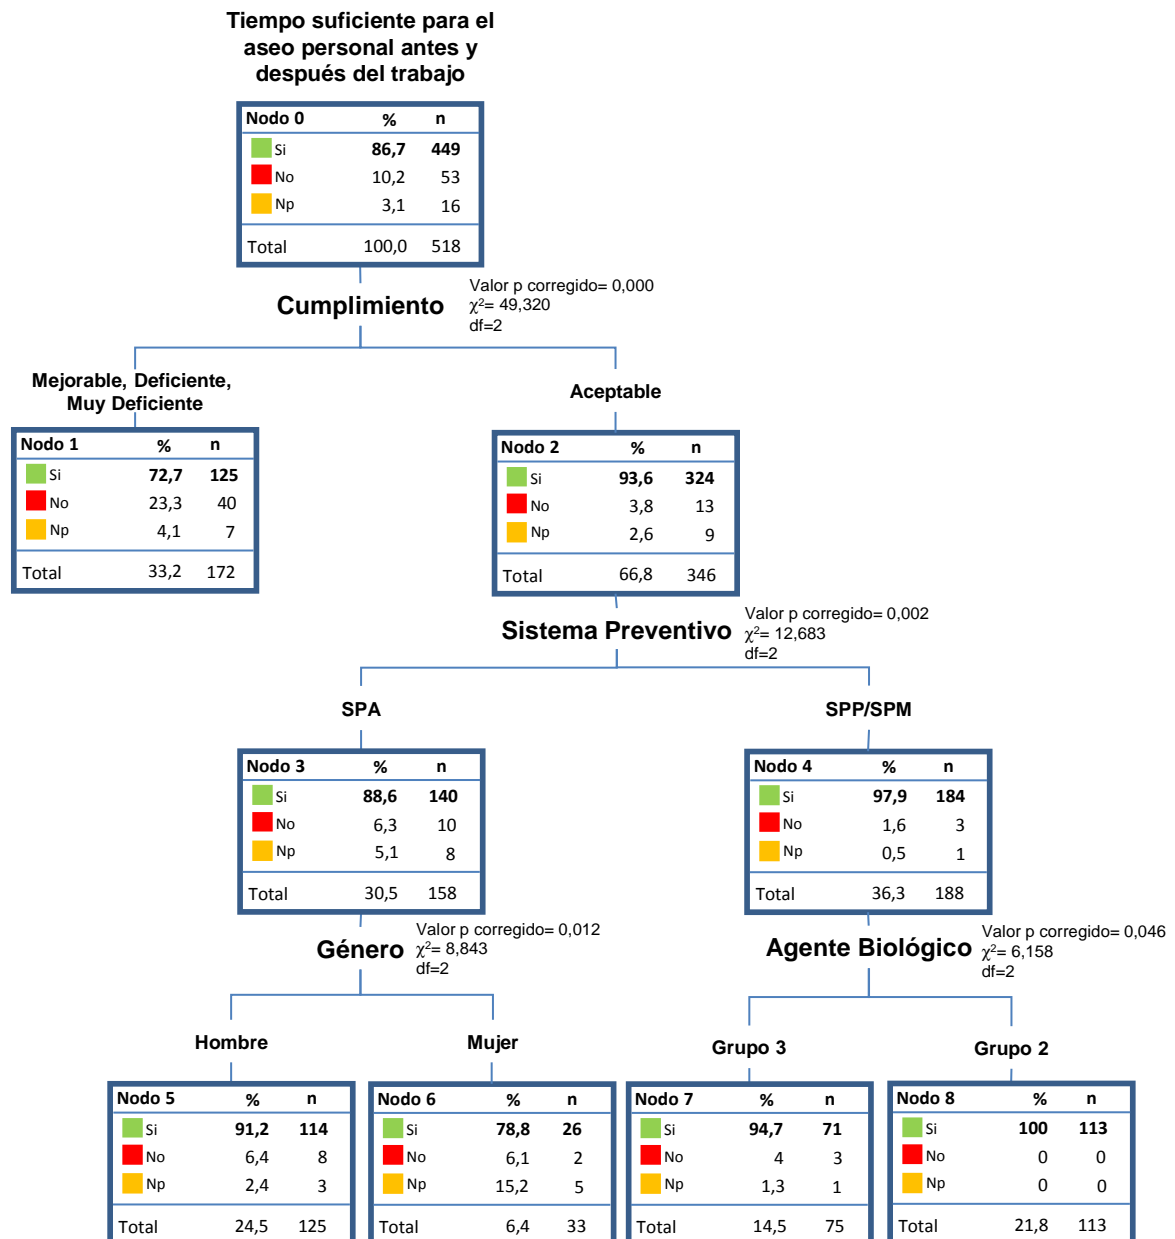 Tiempo suficiente para el
aseo personal antes y
después del trabajo
Nodo 0 % n
Si 86,7 449
No 10,2 53
Np 3,1 16
Total 100,0 518
Cumplimiento
Valor p corregido= 0,000
χ²= 49,320
df=2
Mejorable, Deficiente,
Muy Deficiente
Aceptable
Nodo 1 % n
Si 72,7 125
No 23,3 40
Np 4,1 7
Total 33,2 172
Nodo 2 % n
Si 93,6 324
No 3,8 13
Np 2,6 9
Total 66,8 346
Sistema Preventivo
Valor p corregido= 0,002
χ²= 12,683
df=2
SPA
SPP/SPM
Nodo 3 % n
Si 88,6 140
No 6,3 10
Np 5,1 8
Total 30,5 158
Nodo 4 % n
Si 97,9 184
No 1,6 3
Np 0,5 1
Total 36,3 188
Género
Valor p corregido= 0,012
χ²= 8,843
df=2
Agente Biológico
Valor p corregido= 0,046
χ²= 6,158
df=2
Hombre
Mujer
Grupo 3
Grupo 2
Nodo 5 % n
Si 91,2 114
No 6,4 8
Np 2,4 3
Total 24,5 125
Nodo 6 % n
Si 78,8 26
No 6,1 2
Np 15,2 5
Total 6,4 33
Nodo 7 % n
Si 94,7 71
No 4 3
Np 1,3 1
Total 14,5 75
Nodo 8 % n
Si 100 113
No 0 0
Np 0 0
Total 21,8 113